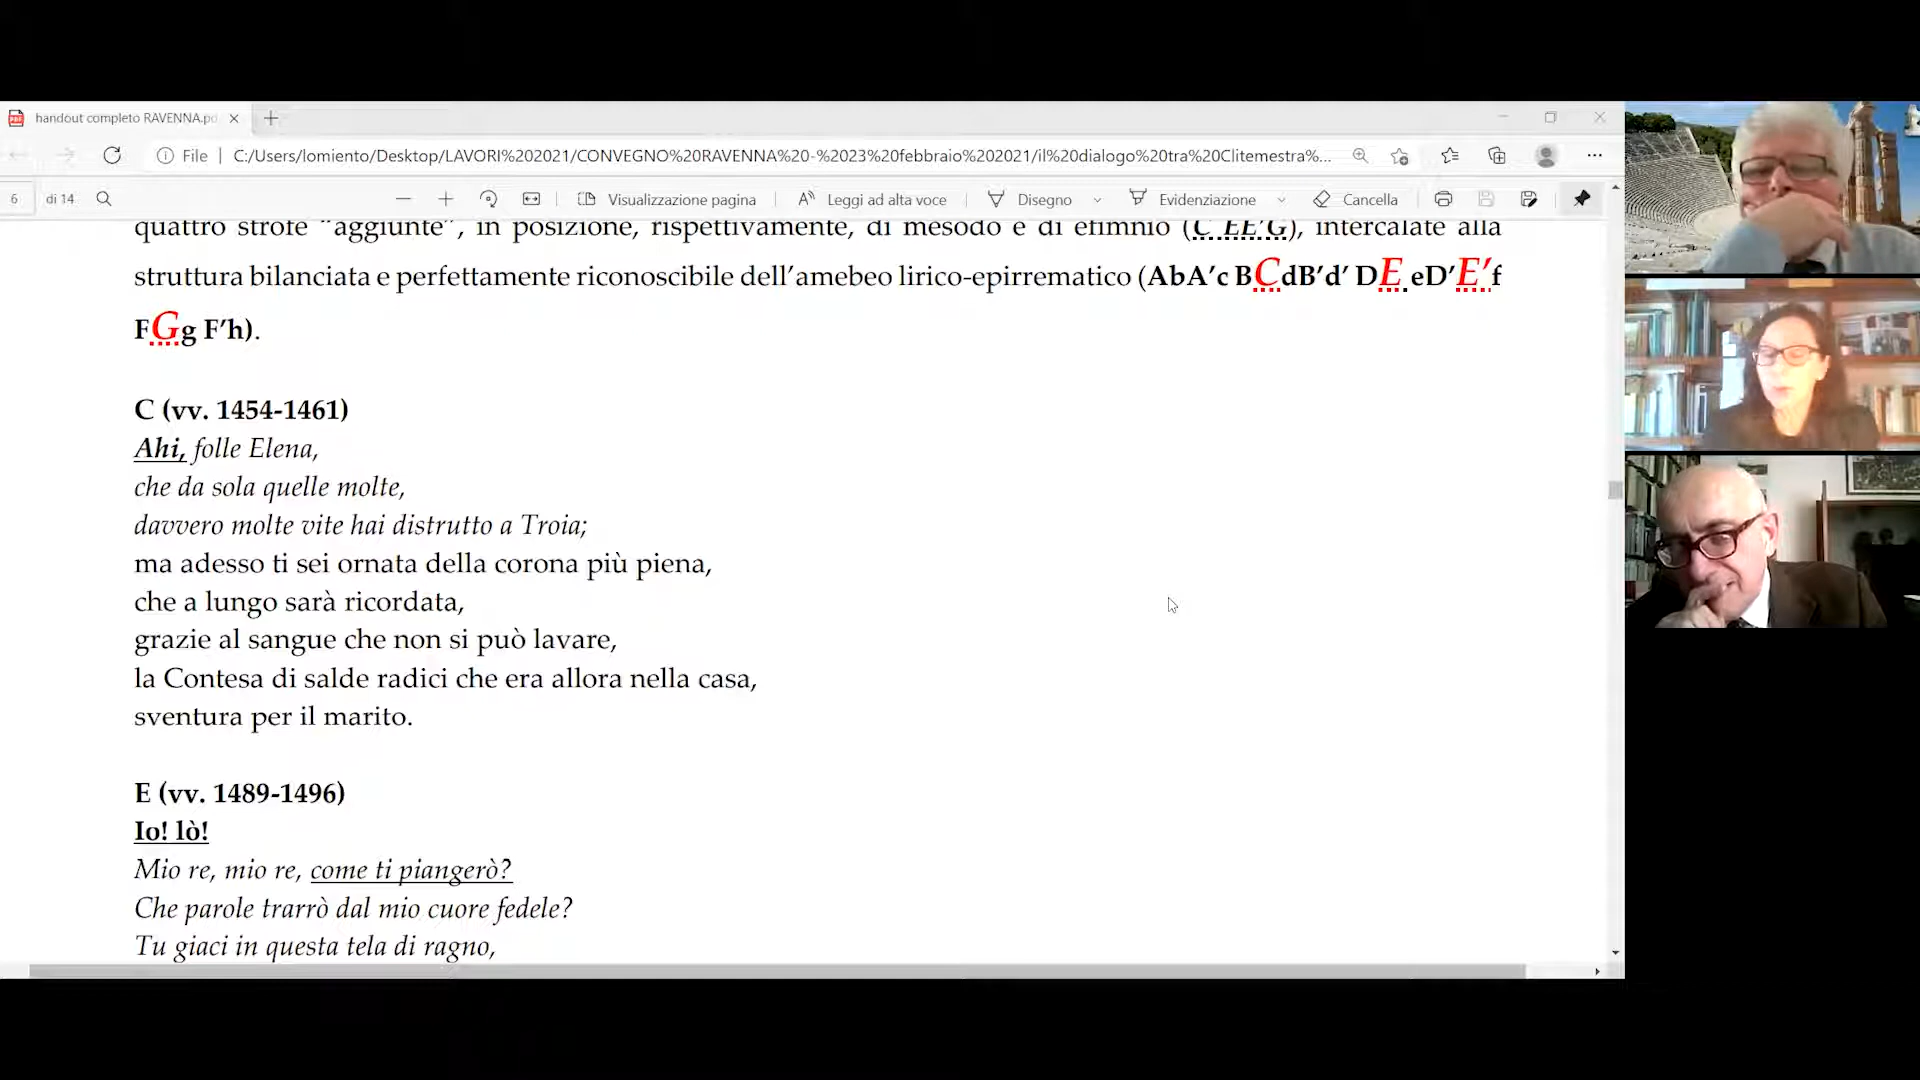 handout completo RAVENNA.pd
File
C:/Users/lomiento/Desktop/LAVORI%202021/CONVEGNO%20RAVENNA%20-%2023%20febbraio%202021/il%20dialogo%20tra%20Clitemestra%...
6 di 14
Visualizzazione pagina
Leggi ad alta voce
Disegno
Evidenziazione
Cancella
quattro strofe “aggiunte”, in posizione, rispettivamente, di mesodo e di efimnio (C EE’G), intercalate alla
struttura bilanciata e perfettamente riconoscibile dell’amebeo lirico-epirrematico (AbA’c BCdB’d’ DE eD’E’f
FGg F’h).
C (vv. 1454-1461)
Ahi, folle Elena,
che da sola quelle molte,
davvero molte vite hai distrutto a Troia;
ma adesso ti sei ornata della corona più piena,
che a lungo sarà ricordata,
grazie al sangue che non si può lavare,
la Contesa di salde radici che era allora nella casa,
sventura per il marito.
E (vv. 1489-1496)
Io! lò!
Mio re, mio re, come ti piangerò?
Che parole trarrò dal mio cuore fedele?
Tu giaci in questa tela di ragno,